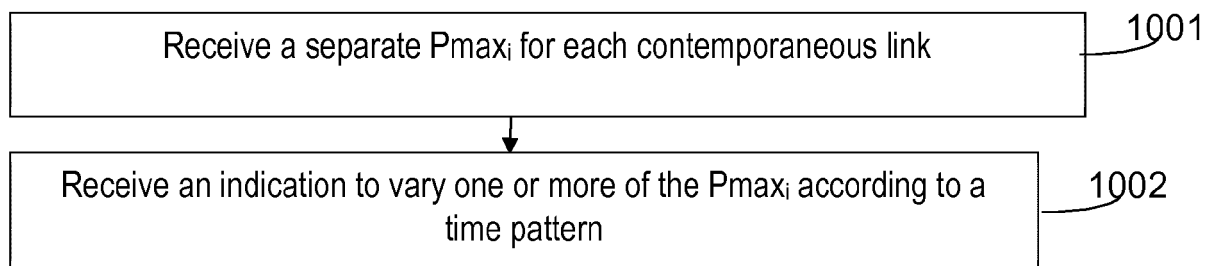 Receive a separate Pmaxᵢ for each contemporaneous link
1001
Receive an indication to vary one or more of the Pmaxᵢ according to a
time pattern
1002